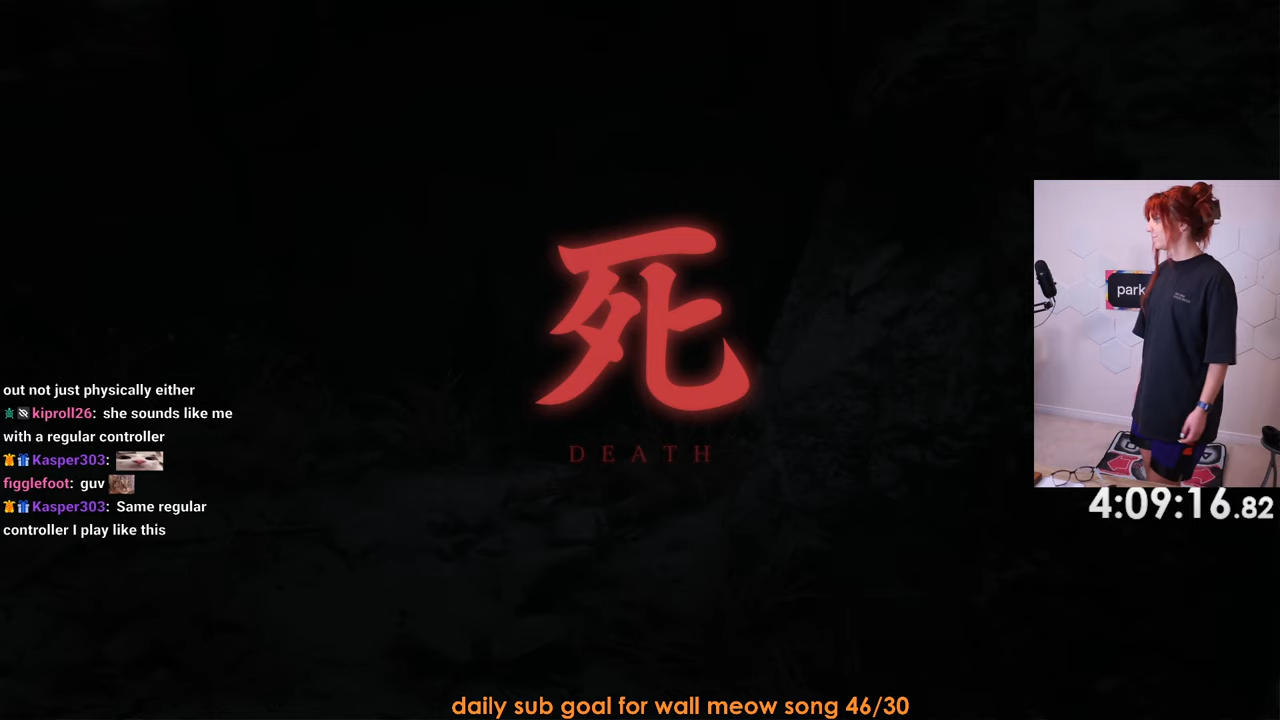 死
DEATH
park
out not just physically either
kiproll26: she sounds like me
with a regular controller
Kasper303:
figglefoot: guv
Kasper303: Same regular
controller I play like this
4:09:16.82
daily sub goal for wall meow song 46/30